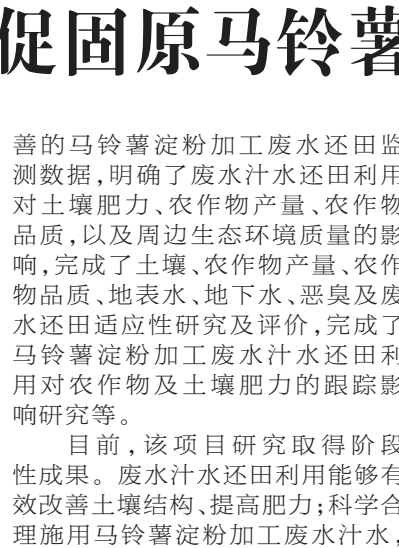 促固原马铃薯
善的马铃薯淀粉加工废水还田监
测数据,明确了废水汁水还田利用
对土壤肥力、农作物产量、农作物
品质,以及周边生态环境质量的影
响,完成了土壤、农作物产量、农作
物品质、地表水、地下水、恶臭及废
水还田适应性研究及评价,完成了
马铃薯淀粉加工废水汁水还田利
用对农作物及土壤肥力的跟踪影
响研究等。
目前,该项目研究取得阶段
性成果。废水汁水还田利用能够有
效改善土壤结构、提高肥力;科学合
理施用马铃薯淀粉加工废水汁水,